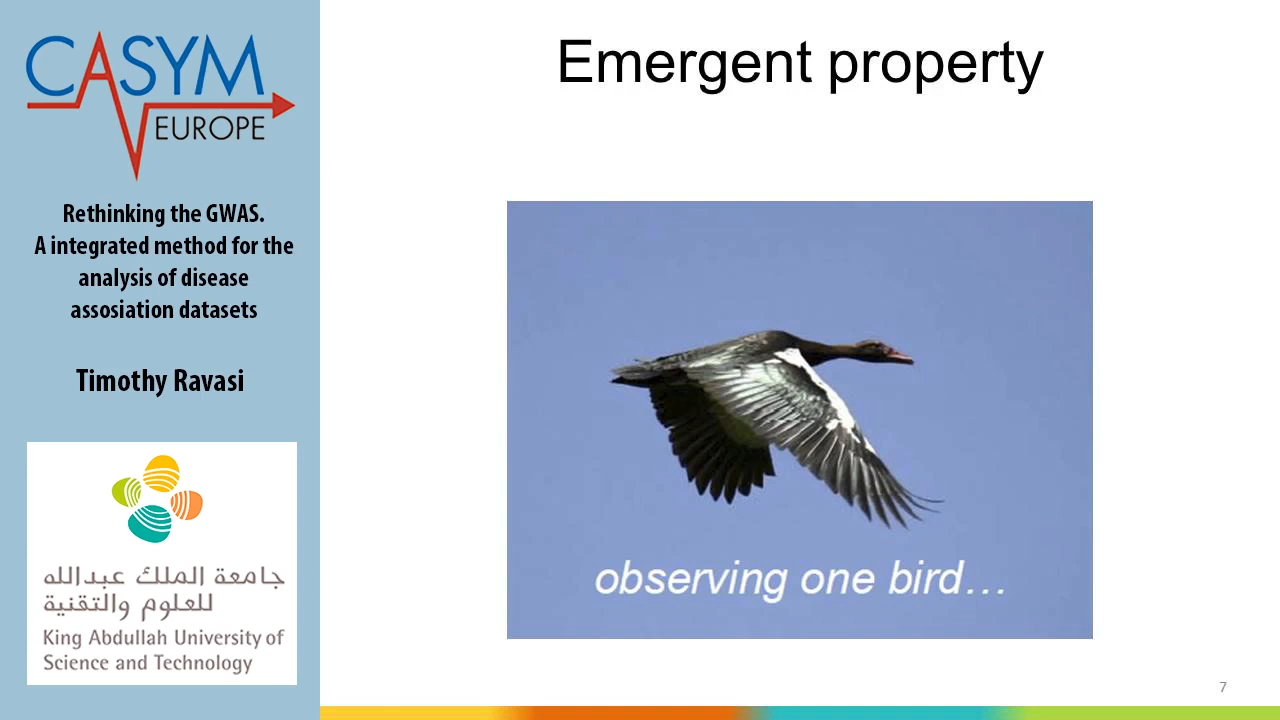 CASYM
EUROPE
Rethinking the GWAS.
A integrated method for the
analysis of disease
assosiation datasets
Timothy Ravasi
جامعة الملك عبدالله
للعلوم والتقنية
King Abdullah University of
Science and Technology
Emergent property
observing one bird…
7